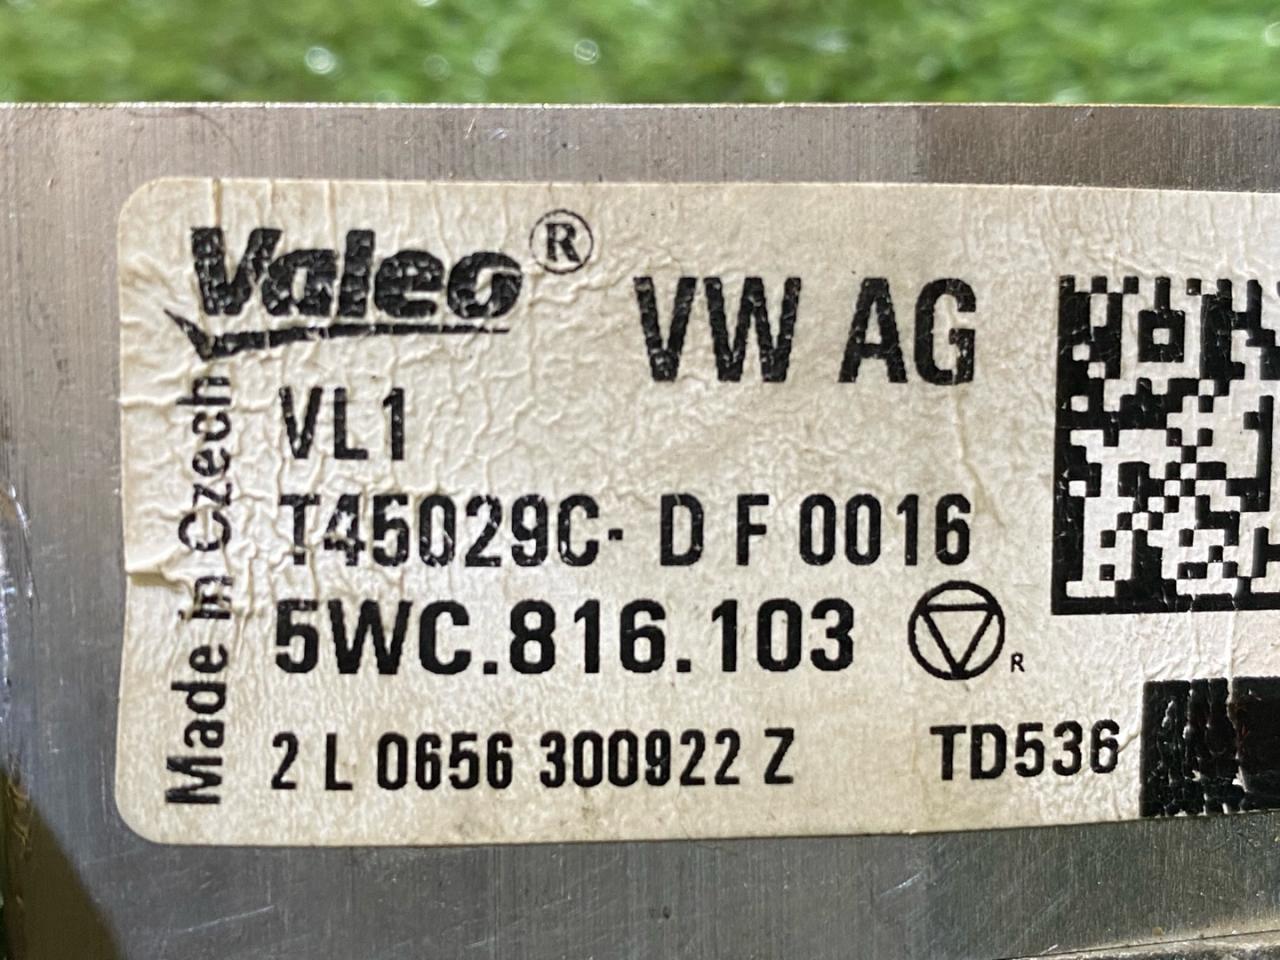 Valeo®
VW AG
VL1
T45029C- D F 0016
5WC.816.103 R
2 L 0656 300922 Z
TD536
Made in Czech